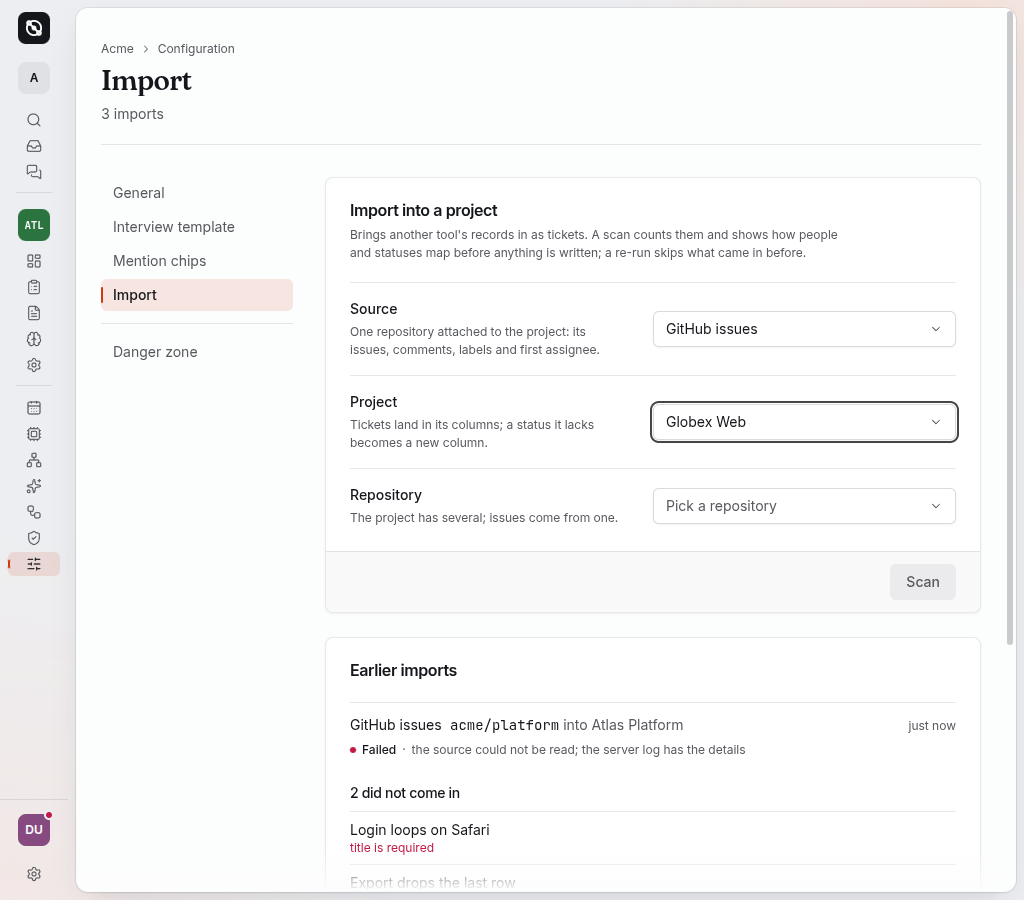 Acme > Configuration
Import
3 imports
A
ATL
DU
General
Interview template
Mention chips
Import
Danger zone
Import into a project
Brings another tool's records in as tickets. A scan counts them and shows how people
and statuses map before anything is written; a re-run skips what came in before.
Source
One repository attached to the project: its
issues, comments, labels and first assignee.
GitHub issues
Project
Tickets land in its columns; a status it lacks
becomes a new column.
Globex Web
Repository
The project has several; issues come from one.
Pick a repository
Scan
Earlier imports
GitHub issues acme/platform into Atlas Platform
just now
Failed · the source could not be read; the server log has the details
2 did not come in
Login loops on Safari
title is required
Export drops the last row